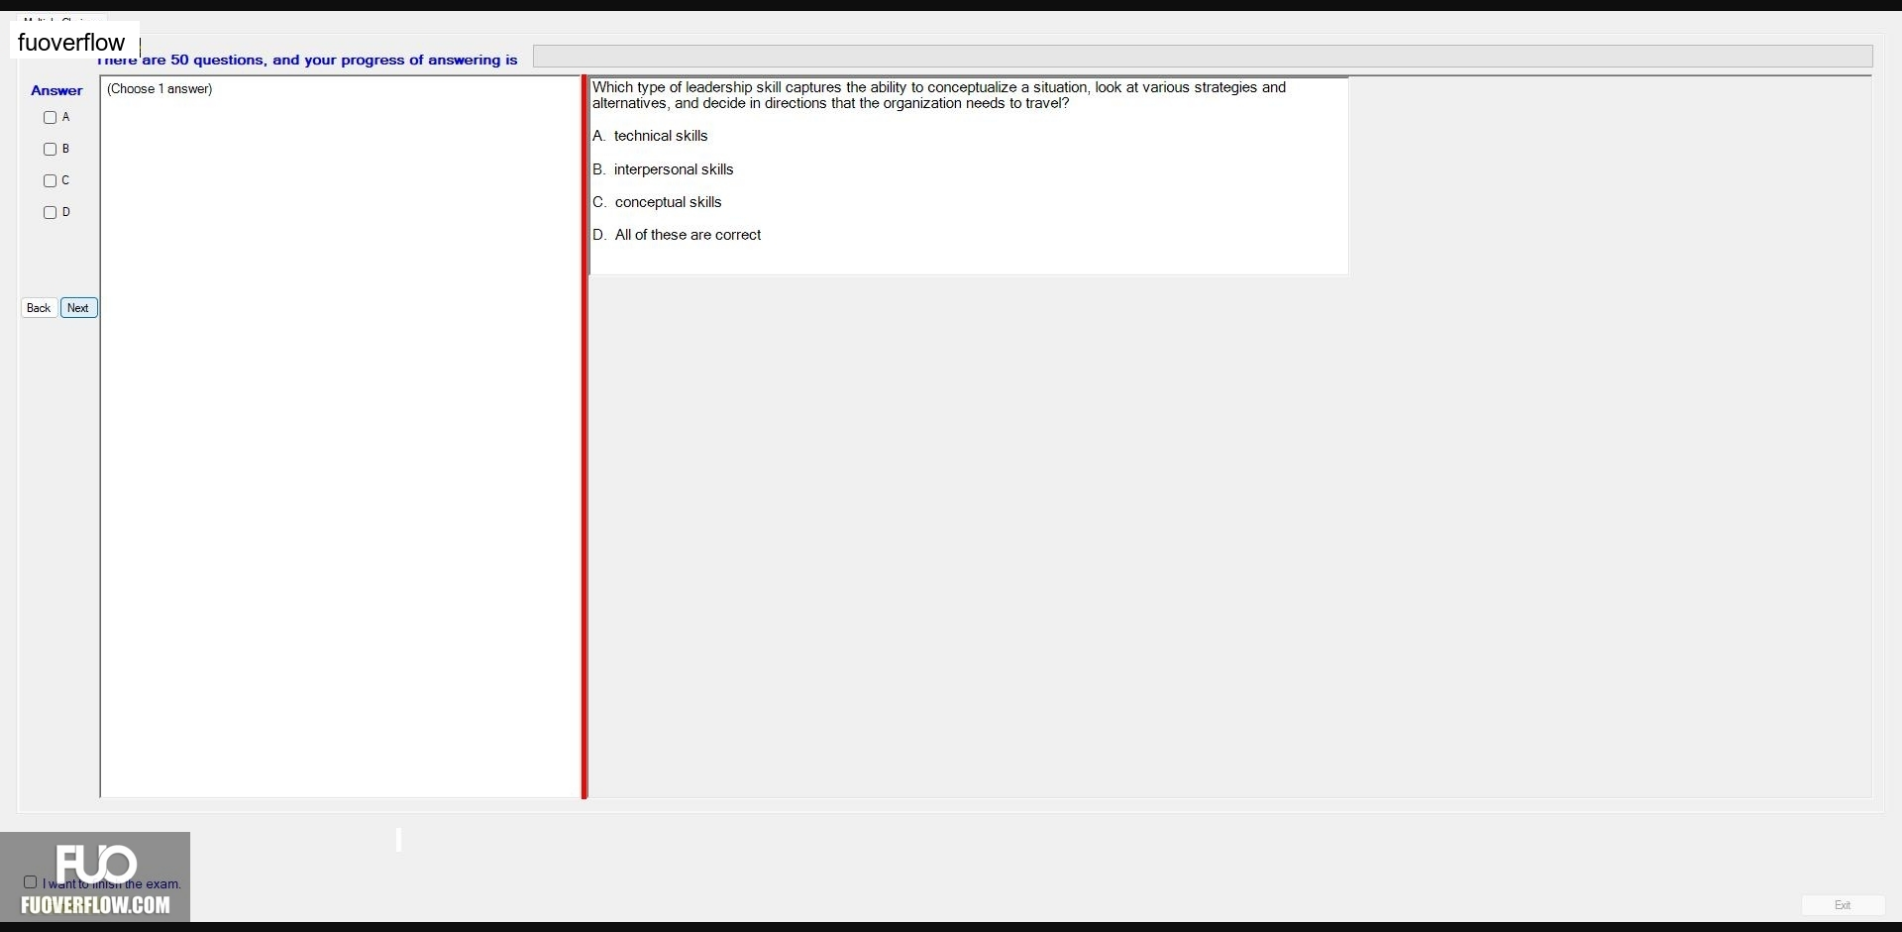 fuoverflow
There are 50 questions, and your progress of answering is
Answer
(Choose 1 answer)
A
B
C
D
Back
Next
Which type of leadership skill captures the ability to conceptualize a situation, look at various strategies and
alternatives, and decide in directions that the organization needs to travel?
A. technical skills
B. interpersonal skills
C. conceptual skills
D. All of these are correct
FUO
I want to finish the exam.
FUOVERFLOW.COM
Exit